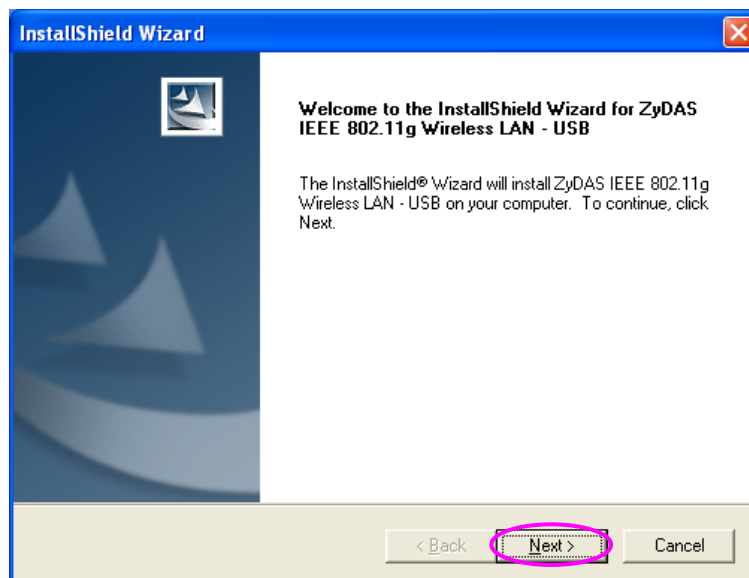 InstallShield Wizard
Welcome to the InstallShield Wizard for ZyDAS
IEEE 802.11g Wireless LAN - USB
The InstallShield® Wizard will install ZyDAS IEEE 802.11g
Wireless LAN - USB on your computer. To continue, click
Next.
< Back Next > Cancel